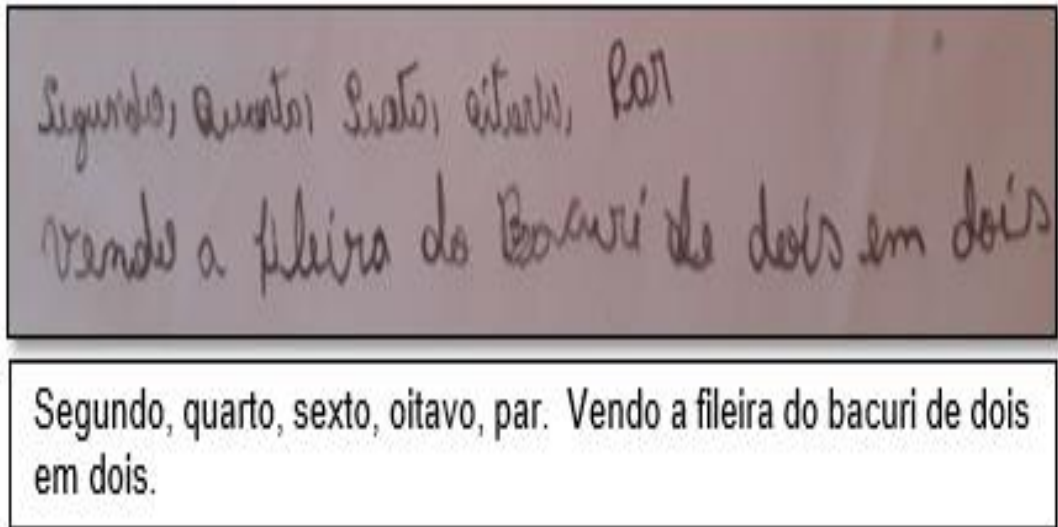 Segundo, Quarto, Sexto, oitavo, Par
vendo a fileira do Bacuri de dois em dois
Segundo, quarto, sexto, oitavo, par. Vendo a fileira do bacuri de dois
em dois.